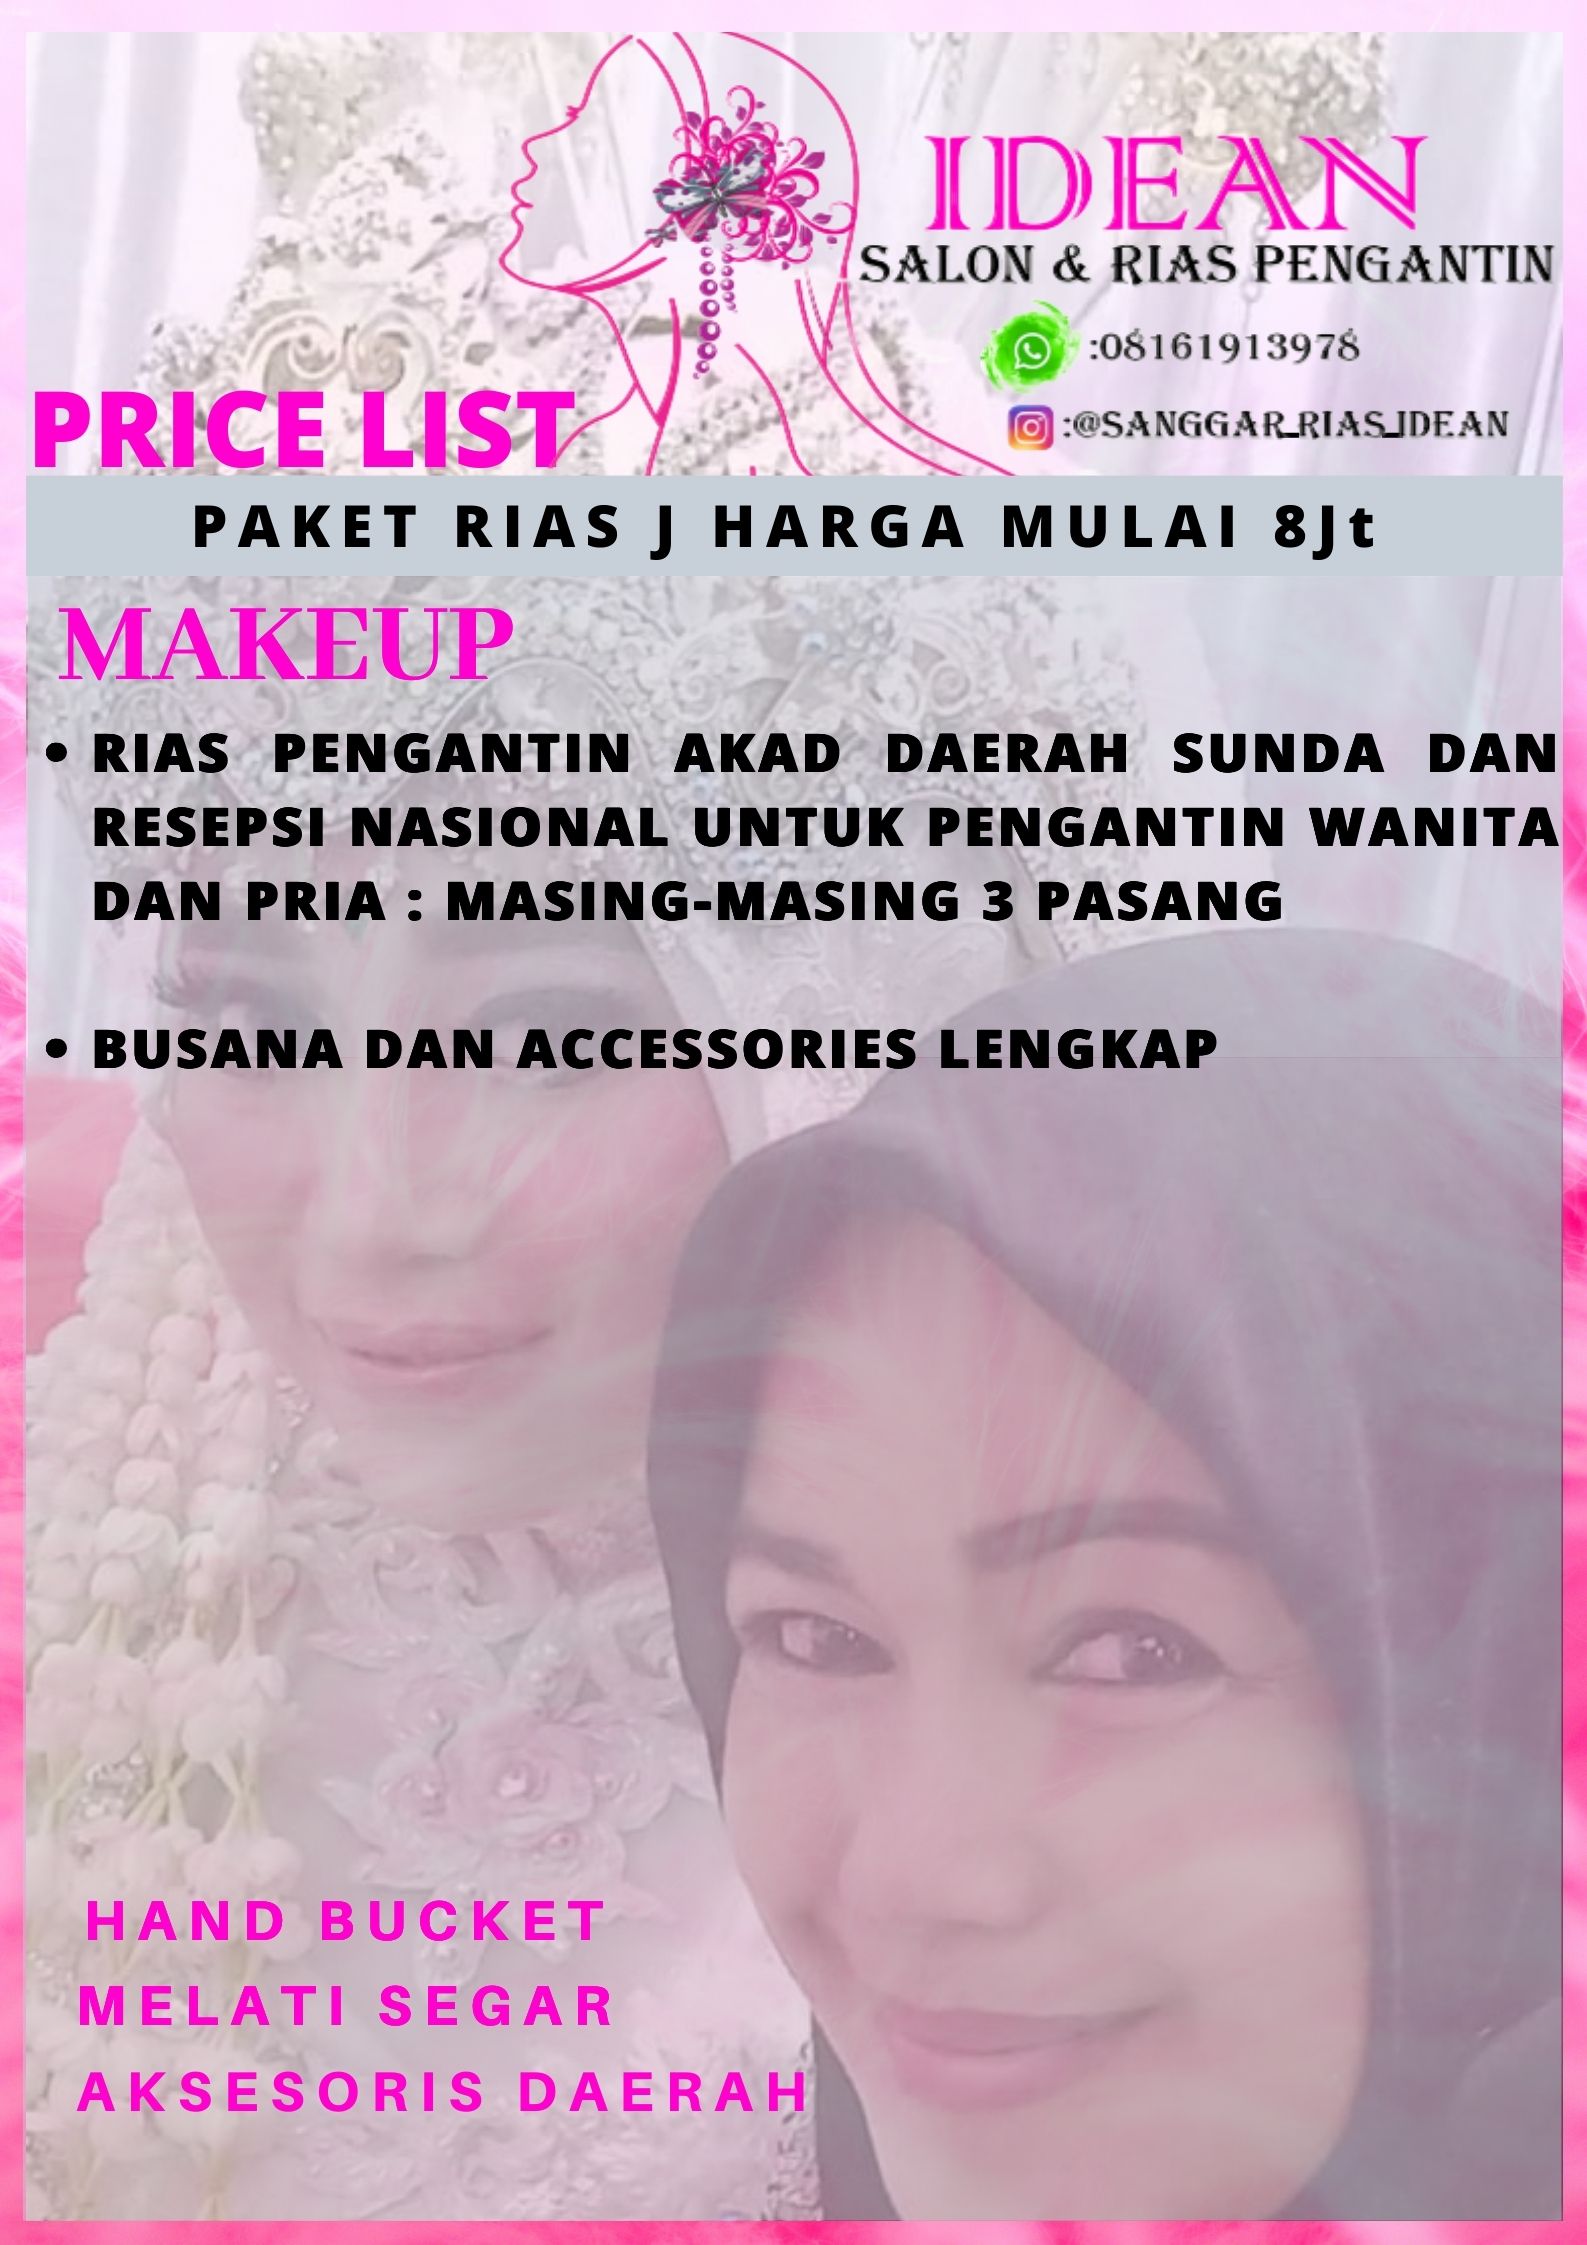 IDEAN
SALON & RIAS PENGANTIN
:08161913978
:@SANGGAR_RIAS_IDEAN
PRICE LIST
PAKET RIAS J HARGA MULAI 8Jt
MAKEUP
• RIAS PENGANTIN AKAD DAERAH SUNDA DAN
RESEPSI NASIONAL UNTUK PENGANTIN WANITA
DAN PRIA : MASING-MASING 3 PASANG
• BUSANA DAN ACCESSORIES LENGKAP
HAND BUCKET
MELATI SEGAR
AKSESORIS DAERAH